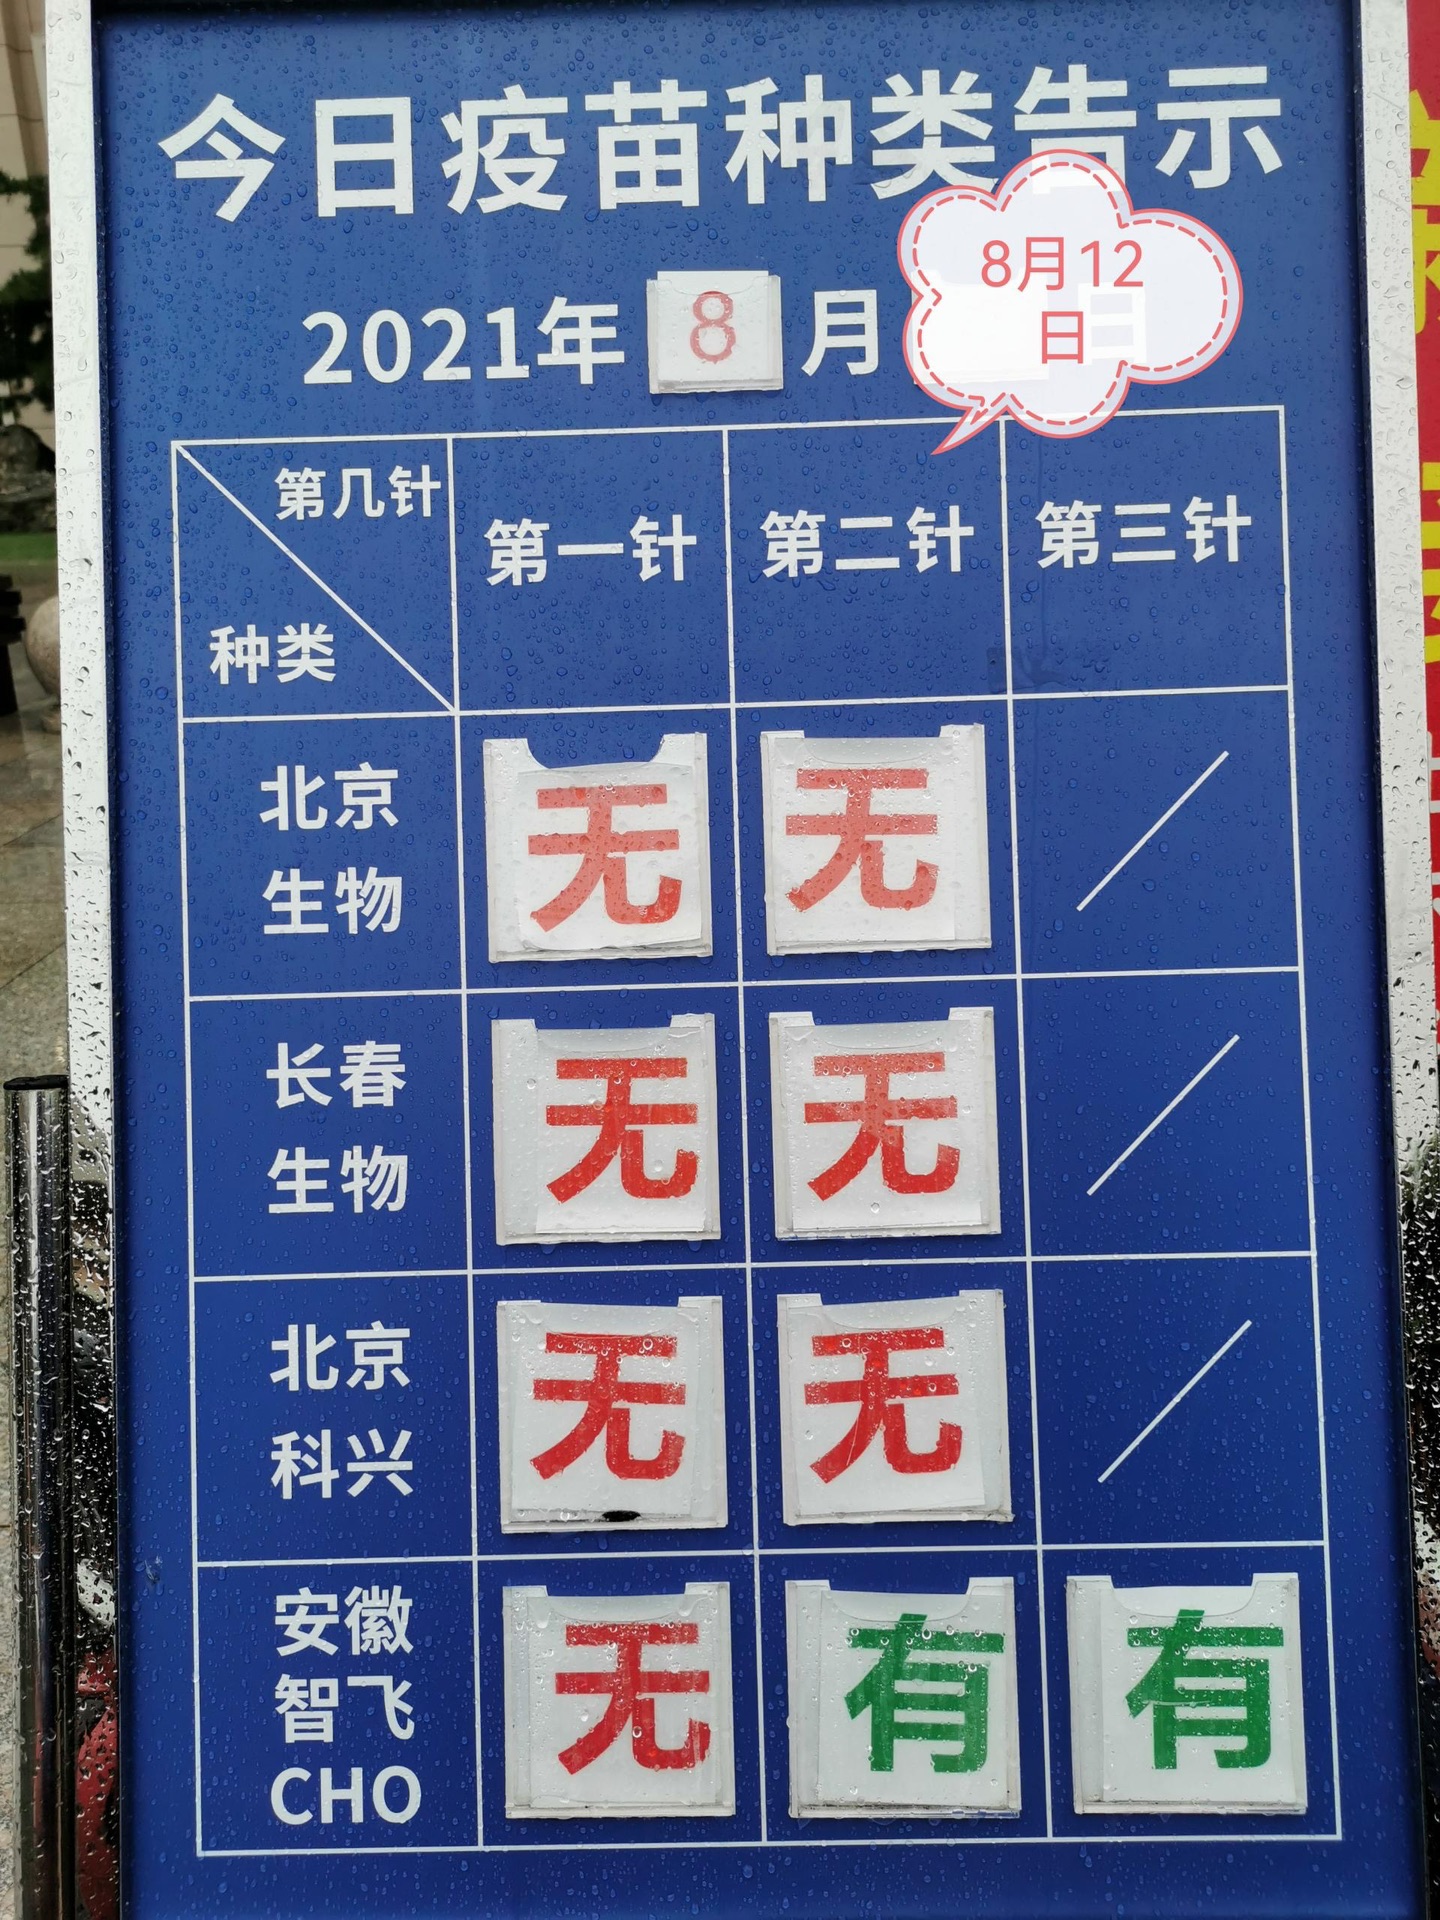 今日疫苗种类告示
2021年 8 月 日
8月12
日
第几针
种类
第一针 第二针 第三针
北京
生物
无 无 /
长春
生物
无 无 /
北京
科兴
无 无 /
安徽
智飞
CHO
无 有 有